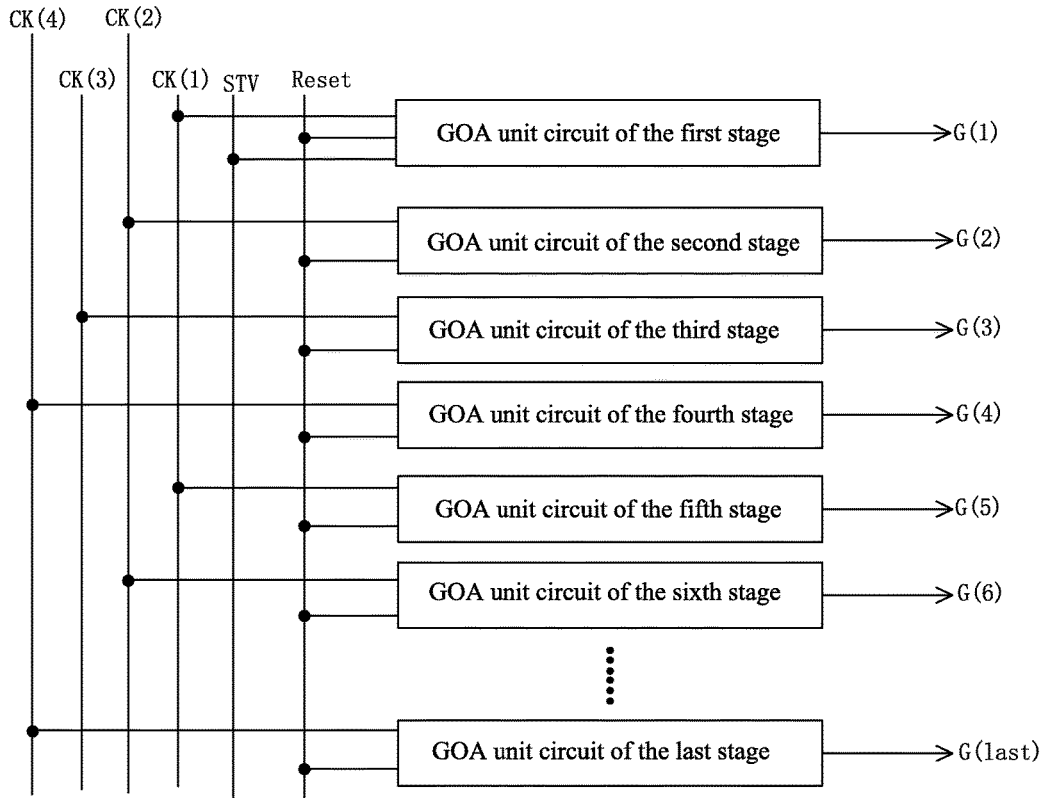 CK(4)
CK(2)
CK(3)
CK(1)
STV
Reset
GOA unit circuit of the first stage
G(1)
GOA unit circuit of the second stage
G(2)
GOA unit circuit of the third stage
G(3)
GOA unit circuit of the fourth stage
G(4)
GOA unit circuit of the fifth stage
G(5)
GOA unit circuit of the sixth stage
G(6)
GOA unit circuit of the last stage
G(last)